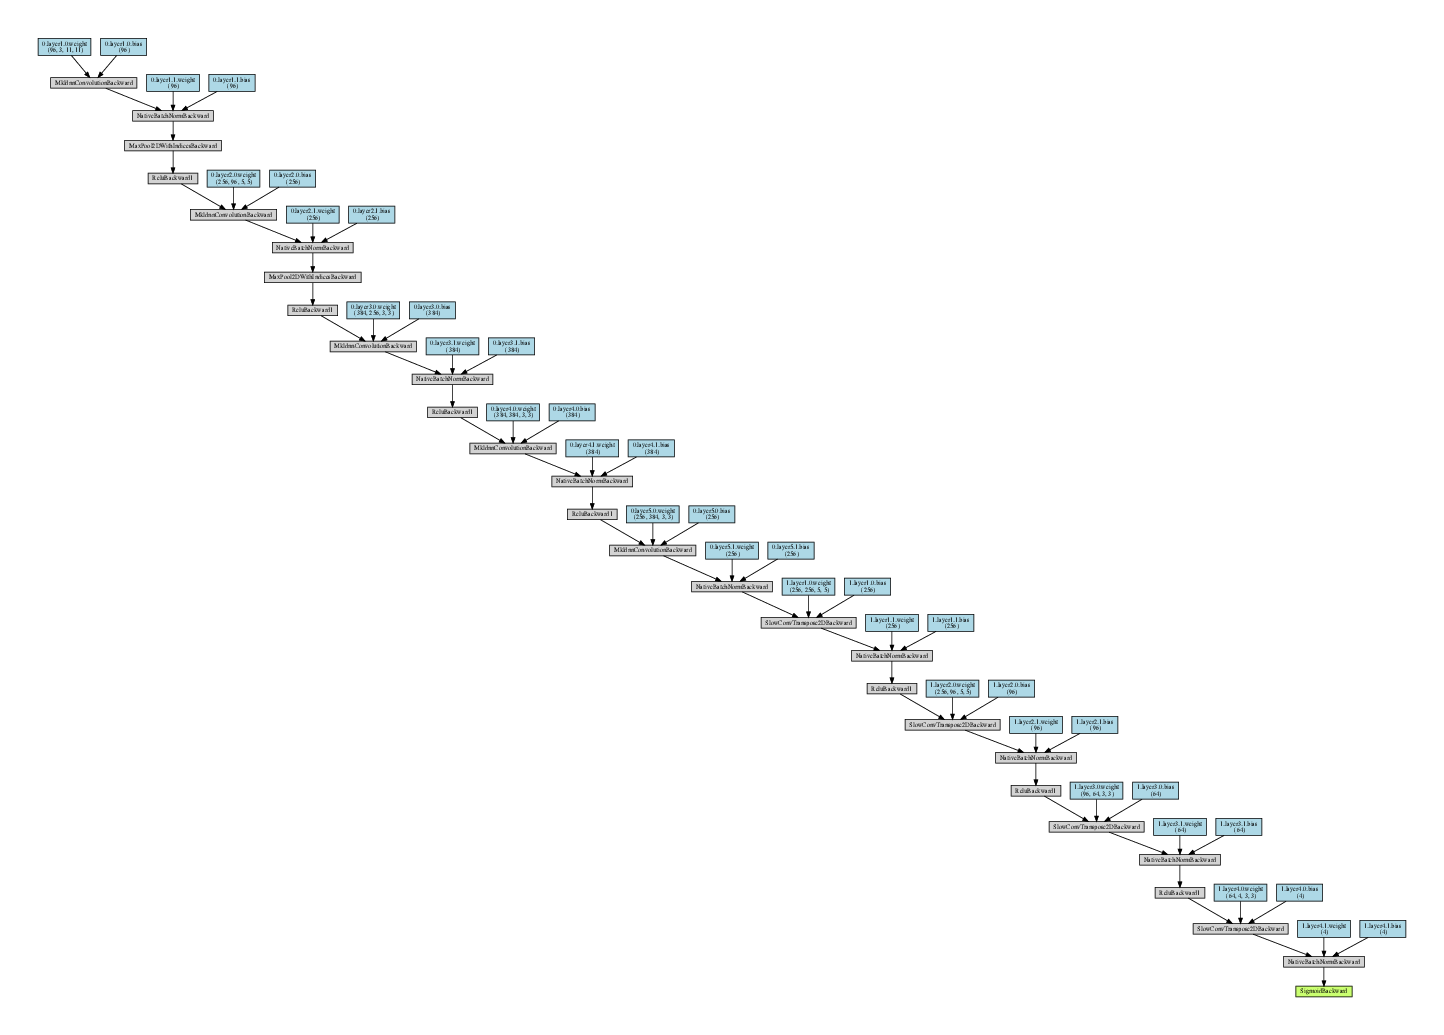 0.layer1.0.weight
(96, 3, 11, 11)
0.layer1.0.bias
(96)
MkldnnConvolutionBackward
0.layer1.1.weight
(96)
0.layer1.1.bias
(96)
NativeBatchNormBackward
MaxPool2DWithIndicesBackward
ReluBackward1
0.layer2.0.weight
(256, 96, 5, 5)
0.layer2.0.bias
(256)
MkldnnConvolutionBackward
0.layer2.1.weight
(256)
0.layer2.1.bias
(256)
NativeBatchNormBackward
MaxPool2DWithIndicesBackward
ReluBackward1
0.layer3.0.weight
(384, 256, 3, 3)
0.layer3.0.bias
(384)
MkldnnConvolutionBackward
0.layer3.1.weight
(384)
0.layer3.1.bias
(384)
NativeBatchNormBackward
ReluBackward1
0.layer4.0.weight
(384, 384, 3, 3)
0.layer4.0.bias
(384)
MkldnnConvolutionBackward
0.layer4.1.weight
(384)
0.layer4.1.bias
(384)
NativeBatchNormBackward
ReluBackward1
0.layer5.0.weight
(256, 384, 3, 3)
0.layer5.0.bias
(256)
MkldnnConvolutionBackward
0.layer5.1.weight
(256)
0.layer5.1.bias
(256)
NativeBatchNormBackward
1.layer1.0.weight
(256, 256, 5, 5)
1.layer1.0.bias
(256)
SlowConvTranspose2DBackward
1.layer1.1.weight
(256)
1.layer1.1.bias
(256)
NativeBatchNormBackward
ReluBackward1
1.layer2.0.weight
(256, 96, 5, 5)
1.layer2.0.bias
(96)
SlowConvTranspose2DBackward
1.layer2.1.weight
(96)
1.layer2.1.bias
(96)
NativeBatchNormBackward
ReluBackward1
1.layer3.0.weight
(96, 64, 3, 3)
1.layer3.0.bias
(64)
SlowConvTranspose2DBackward
1.layer3.1.weight
(64)
1.layer3.1.bias
(64)
NativeBatchNormBackward
ReluBackward1
1.layer4.0.weight
(64, 4, 3, 3)
1.layer4.0.bias
(4)
SlowConvTranspose2DBackward
1.layer4.1.weight
(4)
1.layer4.1.bias
(4)
NativeBatchNormBackward
SigmoidBackward